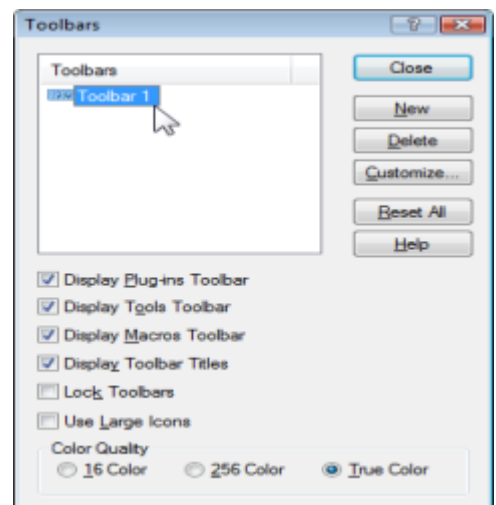 Toolbars
Toolbars
Toolbar 1
Close
New
Delete
Customize...
Reset All
Help
Display Plug-ins Toolbar
Display Tools Toolbar
Display Macros Toolbar
Display Toolbar Titles
Lock Toolbars
Use Large Icons
Color Quality
16 Color 256 Color True Color